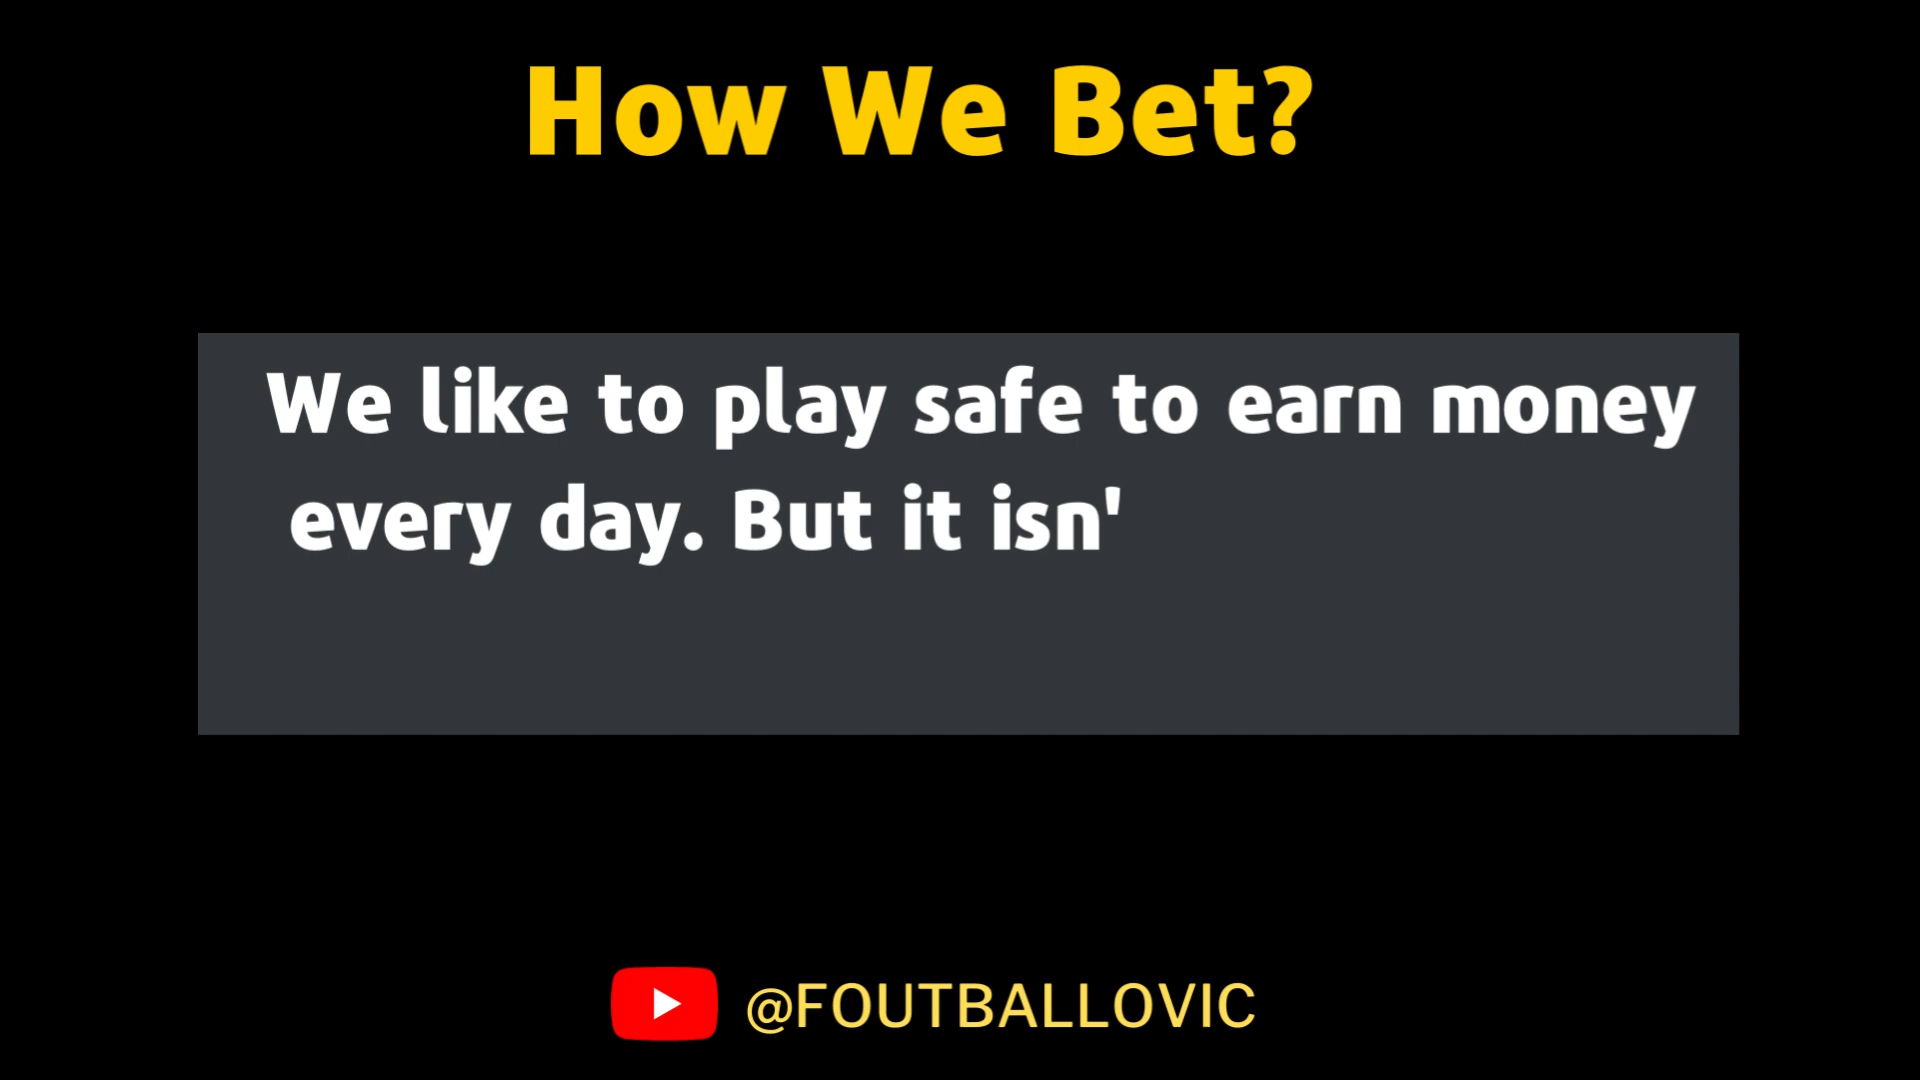 How We Bet?
We like to play safe to earn money
every day. But it isn'
@FOUTBALLOVIC